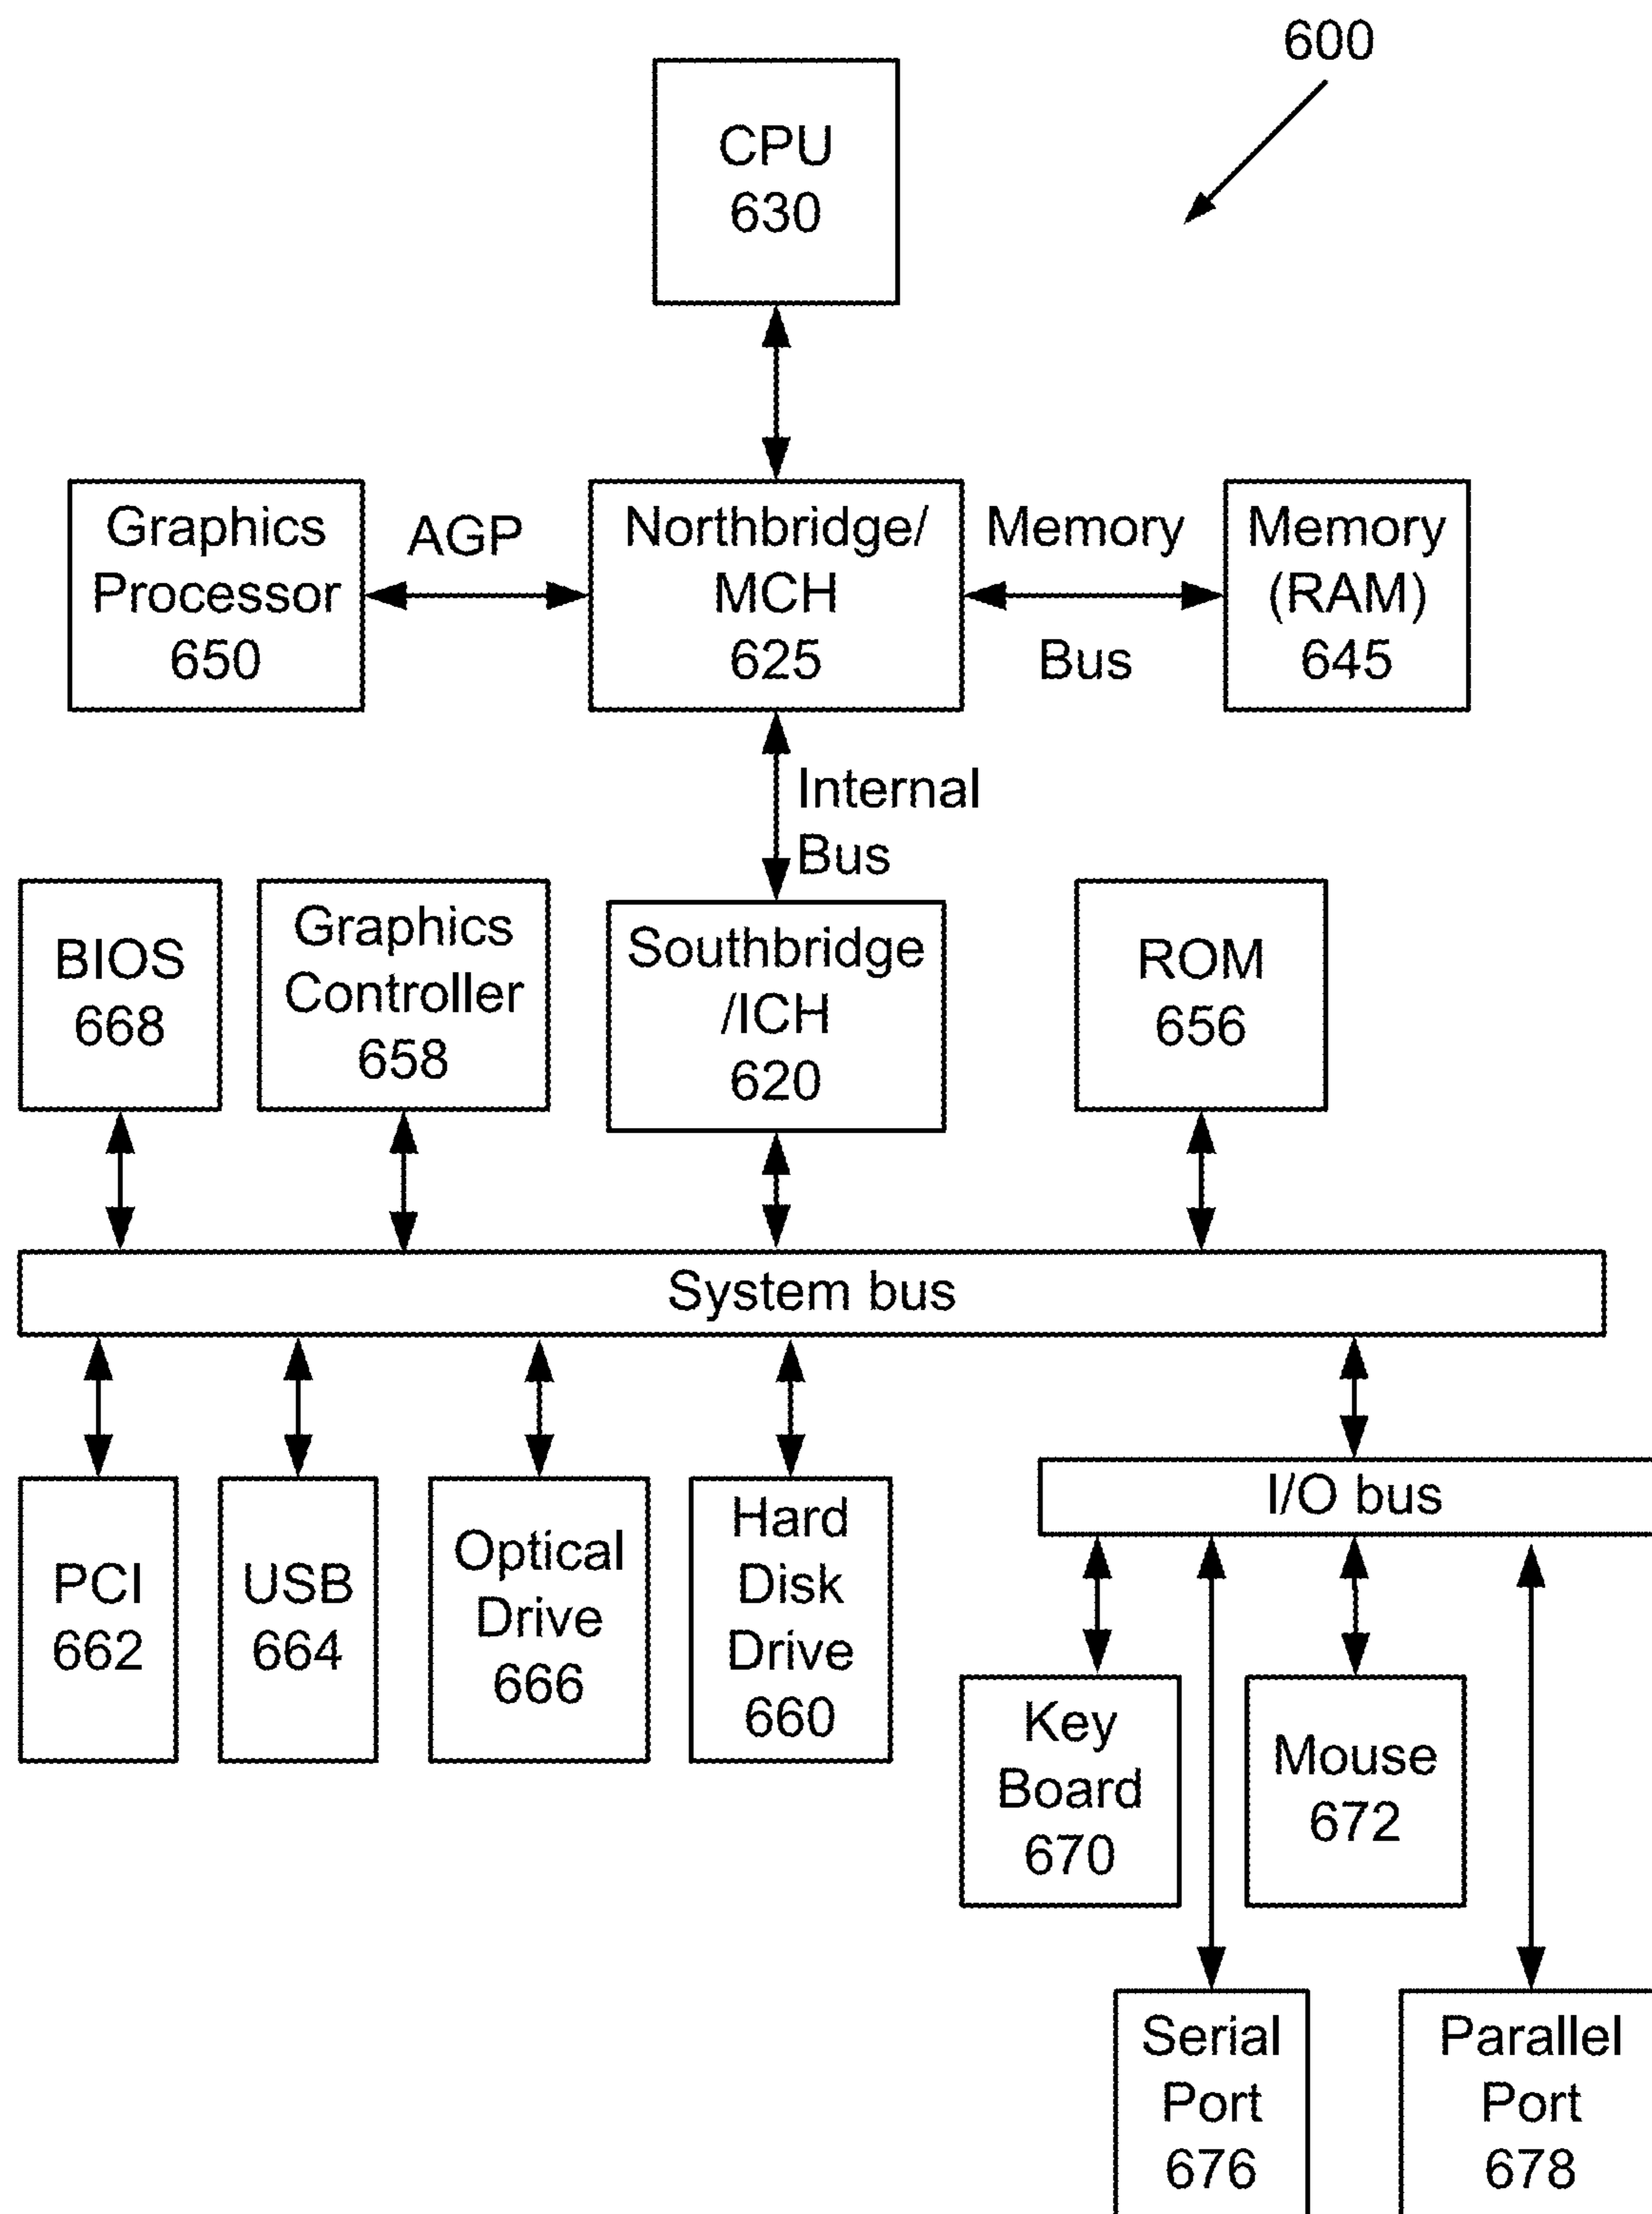 600
CPU
630
Graphics
Processor
650
AGP
Northbridge/
MCH
625
Memory
Bus
Memory
(RAM)
645
Internal
Bus
BIOS
668
Graphics
Controller
658
Southbridge
/ICH
620
ROM
656
System bus
PCI
662
USB
664
Optical
Drive
666
Hard
Disk
Drive
660
I/O bus
Key
Board
670
Mouse
672
Serial
Port
676
Parallel
Port
678